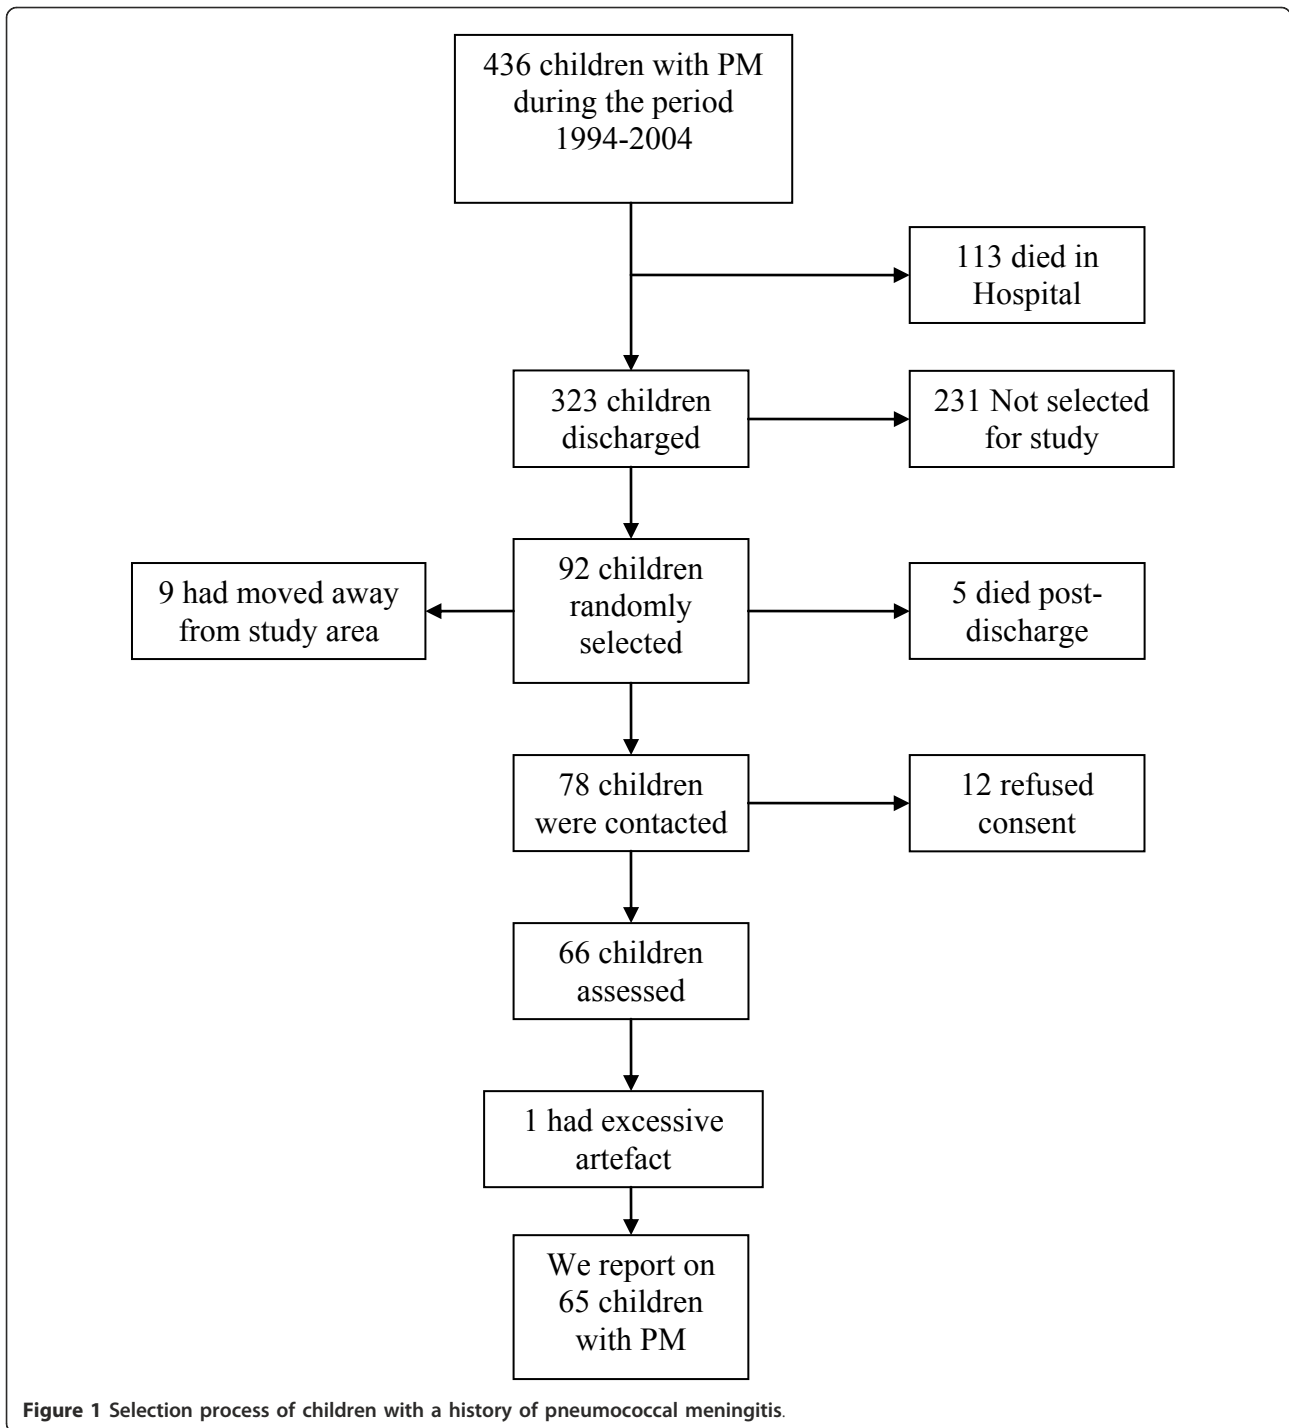 436 children with PM
during the period
1994-2004
113 died in
Hospital
323 children
discharged
231 Not selected
for study
9 had moved away
from study area
92 children
randomly
selected
5 died post-
discharge
78 children
were contacted
12 refused
consent
66 children
assessed
1 had excessive
artefact
We report on
65 children
with PM
Figure 1 Selection process of children with a history of pneumococcal meningitis.